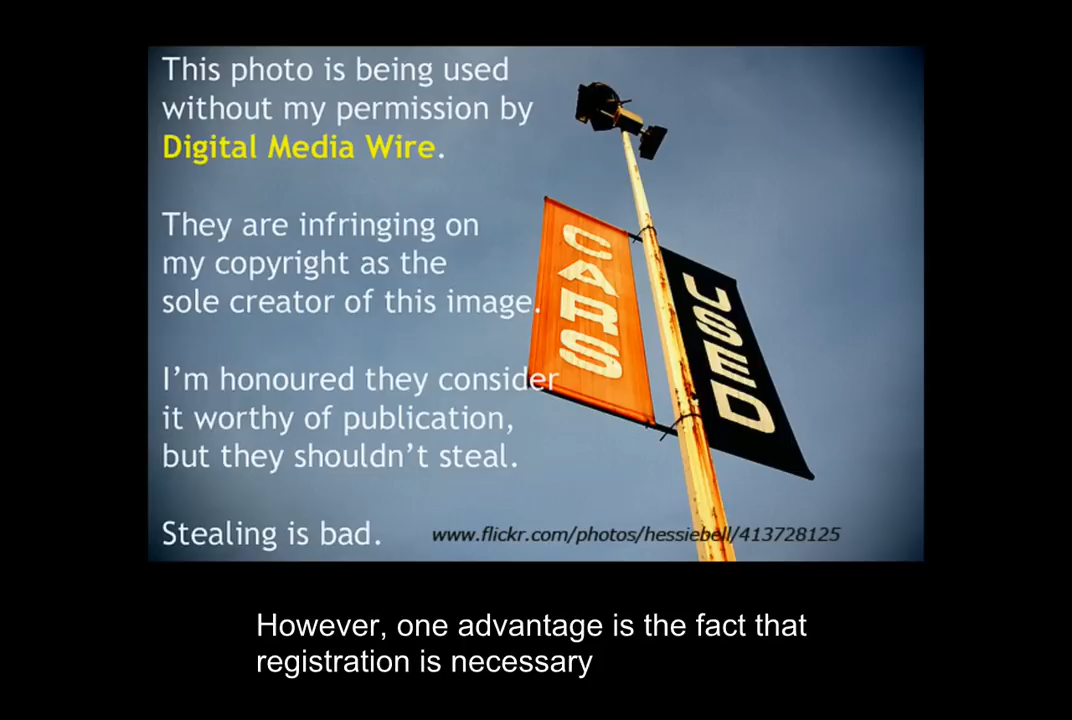 This photo is being used
without my permission by
Digital Media Wire.
They are infringing on
my copyright as the
sole creator of this image.
I'm honoured they consider
it worthy of publication,
but they shouldn't steal.
Stealing is bad.
www.flickr.com/photos/hessiebell/413728125
CARS
USED
However, one advantage is the fact that
registration is necessary